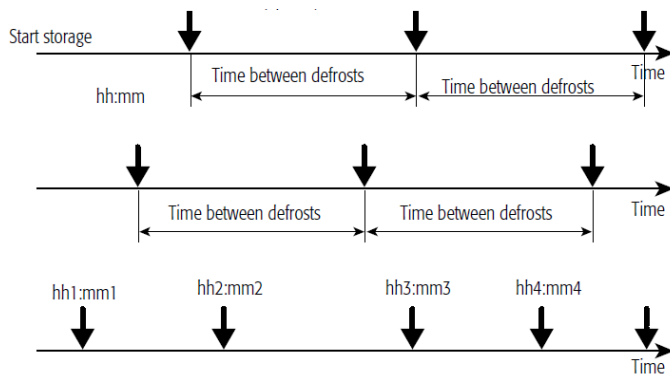 Start storage
Time between defrosts
Time between defrosts
Time
hh:mm
Time between defrosts
Time between defrosts
Time
hh1:mm1
hh2:mm2
hh3:mm3
hh4:mm4
Time